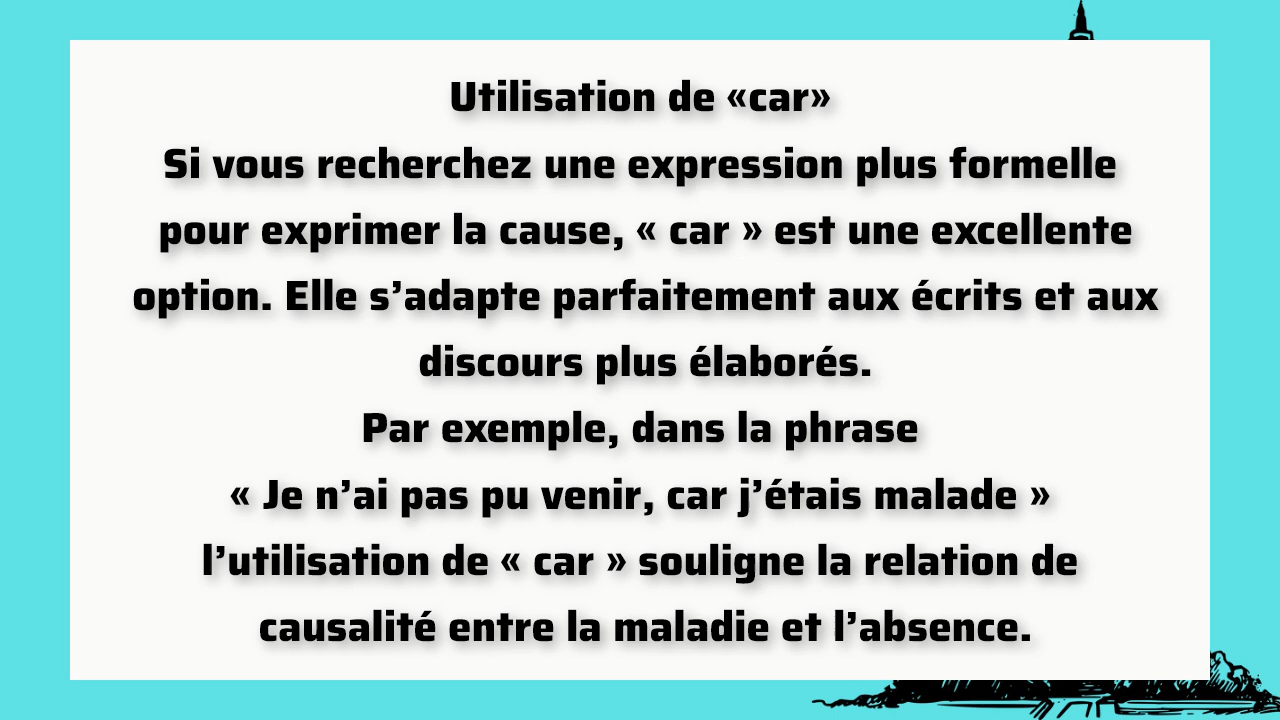 Utilisation de «car»
Si vous recherchez une expression plus formelle
pour exprimer la cause, « car » est une excellente
option. Elle s’adapte parfaitement aux écrits et aux
discours plus élaborés.
Par exemple, dans la phrase
« Je n’ai pas pu venir, car j’étais malade »
l’utilisation de « car » souligne la relation de
causalité entre la maladie et l’absence.